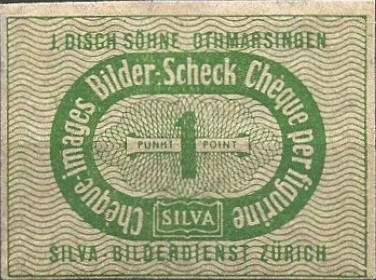 J. DISCH SÖHNE OTHMARSINGEN
Chèque-images Bilder-Scheck Chèque per figurine
1
PUNKT POINT
SILVA
SILVA-BILDERDIENST ZÜRICH